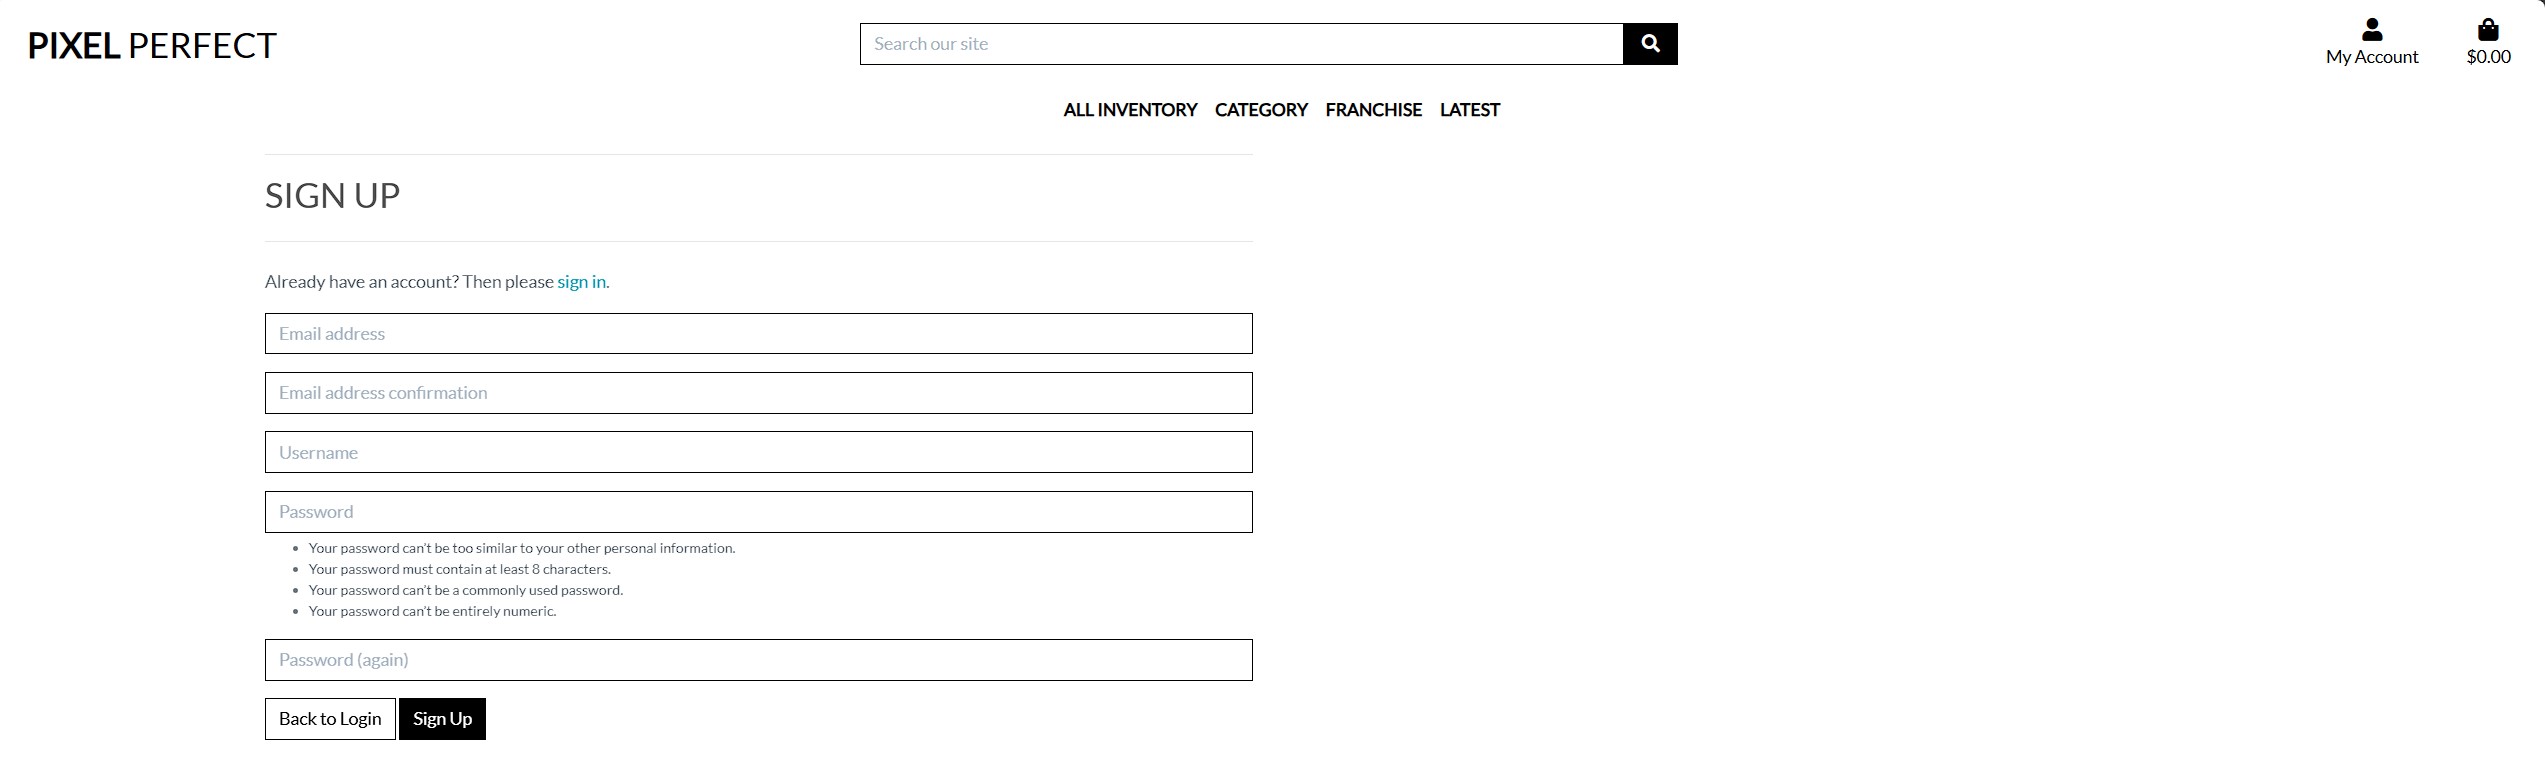 PIXEL PERFECT
Search our site
My Account
$0.00
ALL INVENTORY CATEGORY FRANCHISE LATEST
SIGN UP
Already have an account? Then please sign in.
Email address
Email address confirmation
Username
Password
• Your password can't be too similar to your other personal information.
• Your password must contain at least 8 characters.
• Your password can't be a commonly used password.
• Your password can't be entirely numeric.
Password (again)
Back to Login Sign Up